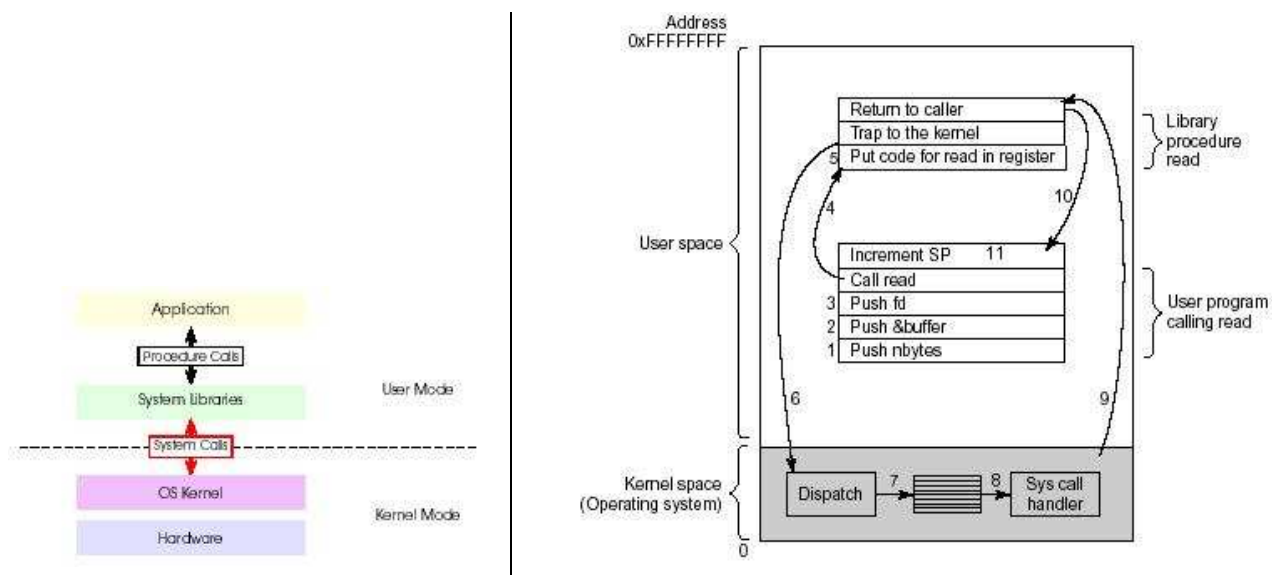 Application
Procedure Calls
System Libraries
User Mode
System Calls
OS Kernel
Kernel Mode
Hardware
Address
0xFFFFFFFF
Return to caller
Trap to the kernel
5 Put code for read in register
Library
procedure
read
4
10
User space
Increment SP 11
Call read
3 Push fd
2 Push &buffer
1 Push nbytes
User program
calling read
6
9
Kernel space
(Operating system)
Dispatch
7
8
Sys call
handler
0